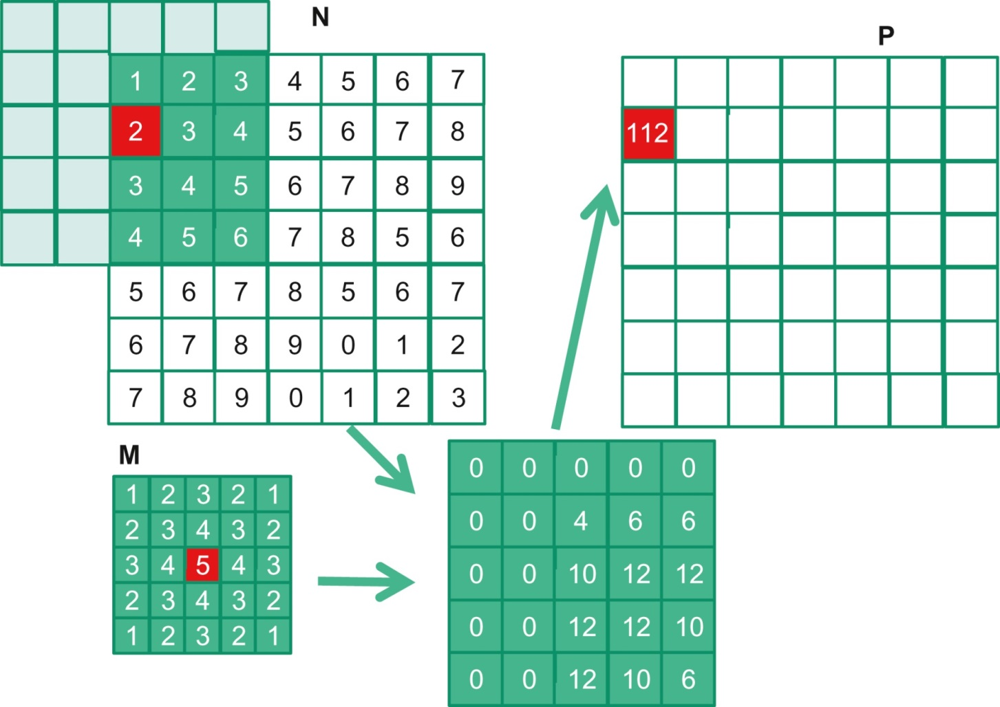 N
1 2 3 4 5 6 7
2 3 4 5 6 7 8
3 4 5 6 7 8 9
4 5 6 7 8 5 6
5 6 7 8 5 6 7
6 7 8 9 0 1 2
7 8 9 0 1 2 3
P
112
M
1 2 3 2 1
2 3 4 3 2
3 4 5 4 3
2 3 4 3 2
1 2 3 2 1
0 0 0 0 0
0 0 4 6 6
0 0 10 12 12
0 0 12 12 10
0 0 12 10 6